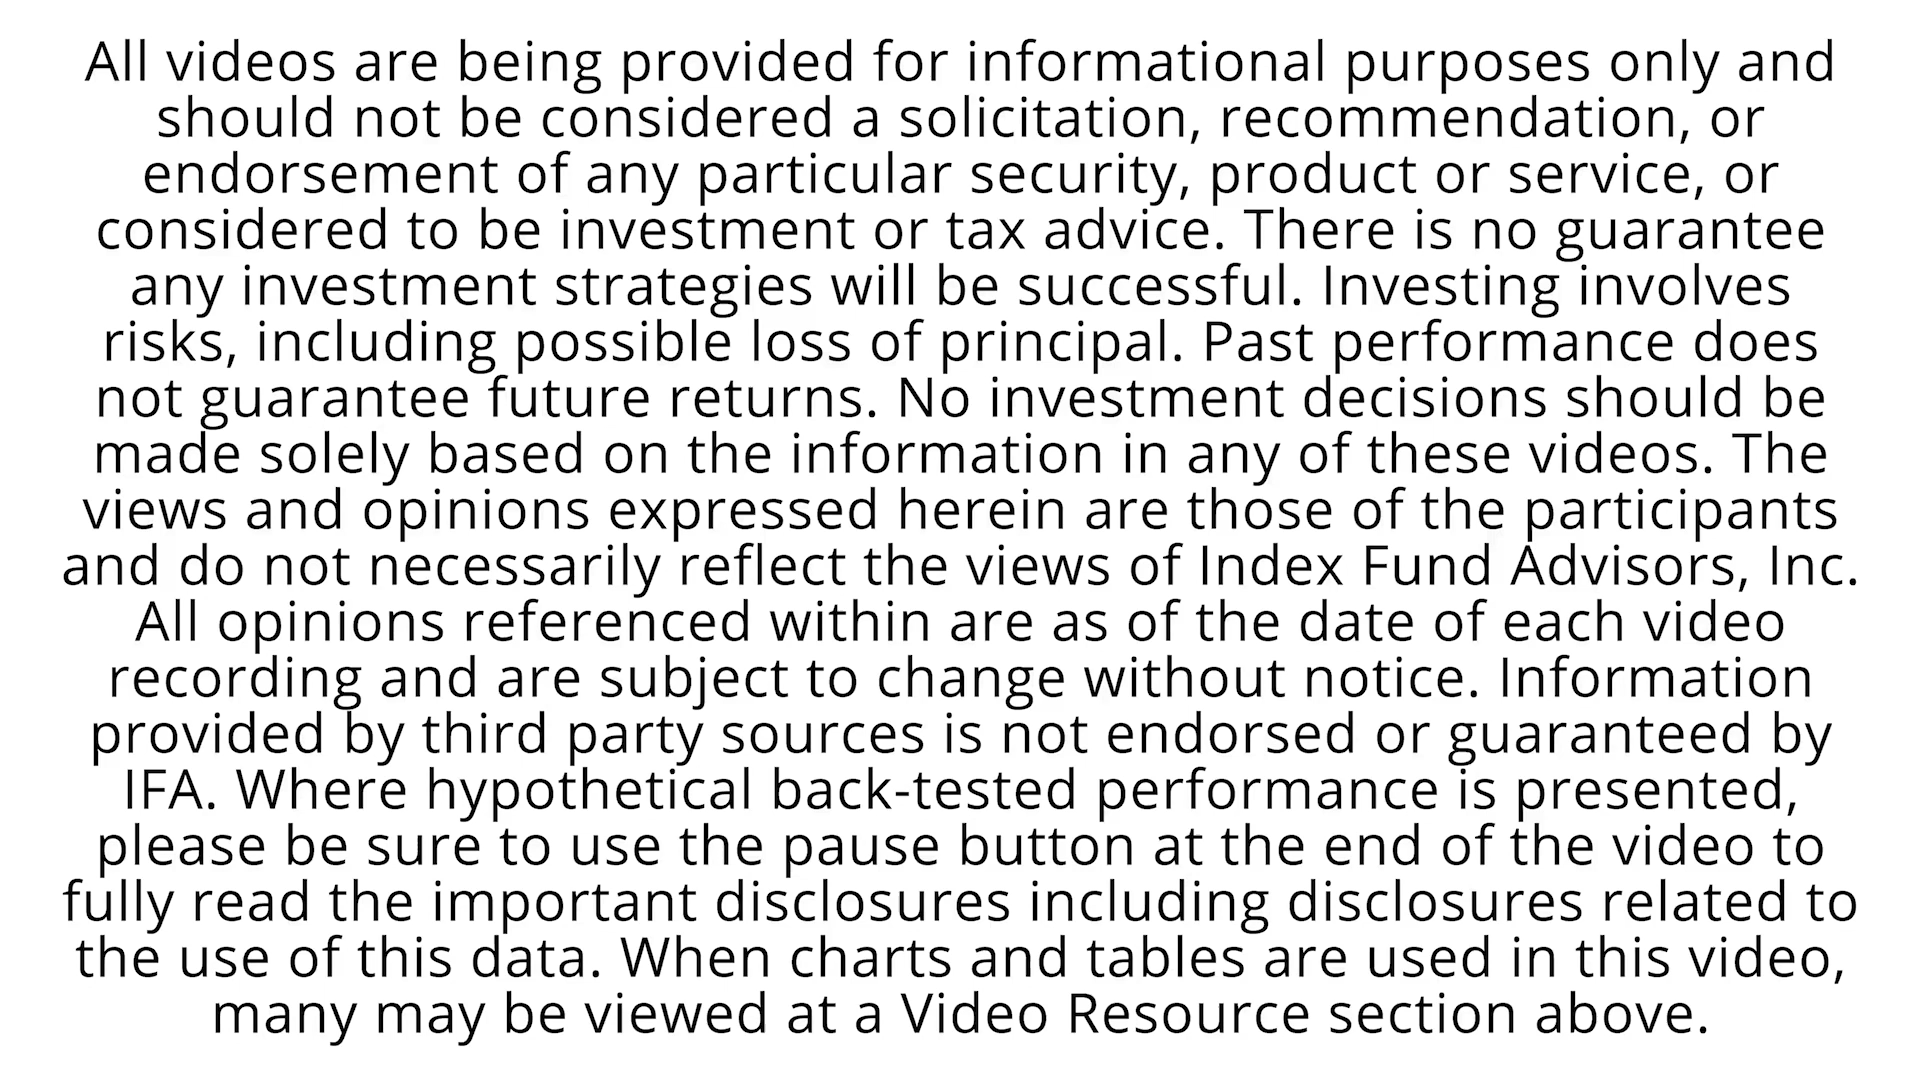 All videos are being provided for informational purposes only and
should not be considered a solicitation, recommendation, or
endorsement of any particular security, product or service, or
considered to be investment or tax advice. There is no guarantee
any investment strategies will be successful. Investing involves
risks, including possible loss of principal. Past performance does
not guarantee future returns. No investment decisions should be
made solely based on the information in any of these videos. The
views and opinions expressed herein are those of the participants
and do not necessarily reflect the views of Index Fund Advisors, Inc.
All opinions referenced within are as of the date of each video
recording and are subject to change without notice. Information
provided by third party sources is not endorsed or guaranteed by
IFA. Where hypothetical back-tested performance is presented,
please be sure to use the pause button at the end of the video to
fully read the important disclosures including disclosures related to
the use of this data. When charts and tables are used in this video,
many may be viewed at a Video Resource section above.